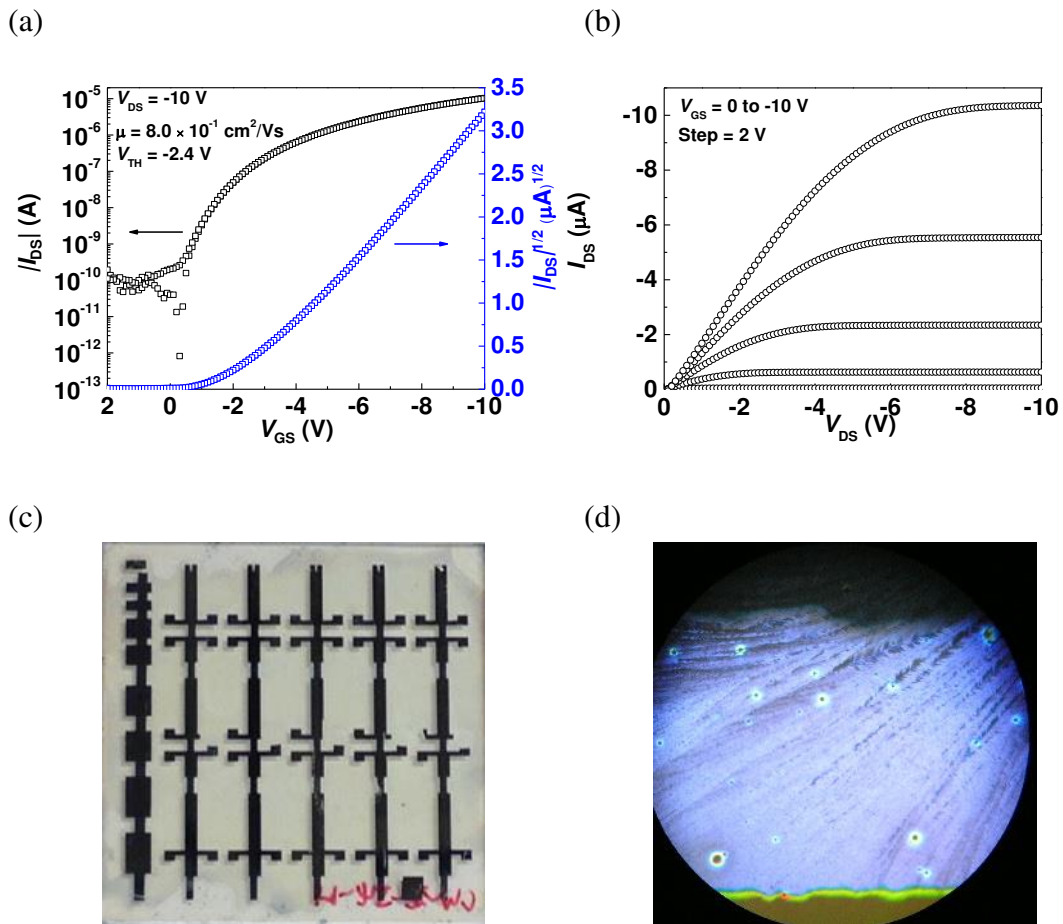 (a)
(b)
V_DS = -10 V
μ = 8.0 × 10⁻¹ cm²/Vs
V_TH = -2.4 V
10⁻⁵
10⁻⁶
10⁻⁷
10⁻⁸
10⁻⁹
10⁻¹⁰
10⁻¹¹
10⁻¹²
10⁻¹³
|I_DS| (A)
2 0 -2 -4 -6 -8 -10
V_GS (V)
3.5
3.0
2.5
2.0
1.5
1.0
0.5
0.0
|I_DS|^1/2 (μA)^1/2
V_GS = 0 to -10 V
Step = 2 V
-10
-8
-6
-4
-2
0
I_DS (μA)
0 -2 -4 -6 -8 -10
V_DS (V)
(c)
(d)